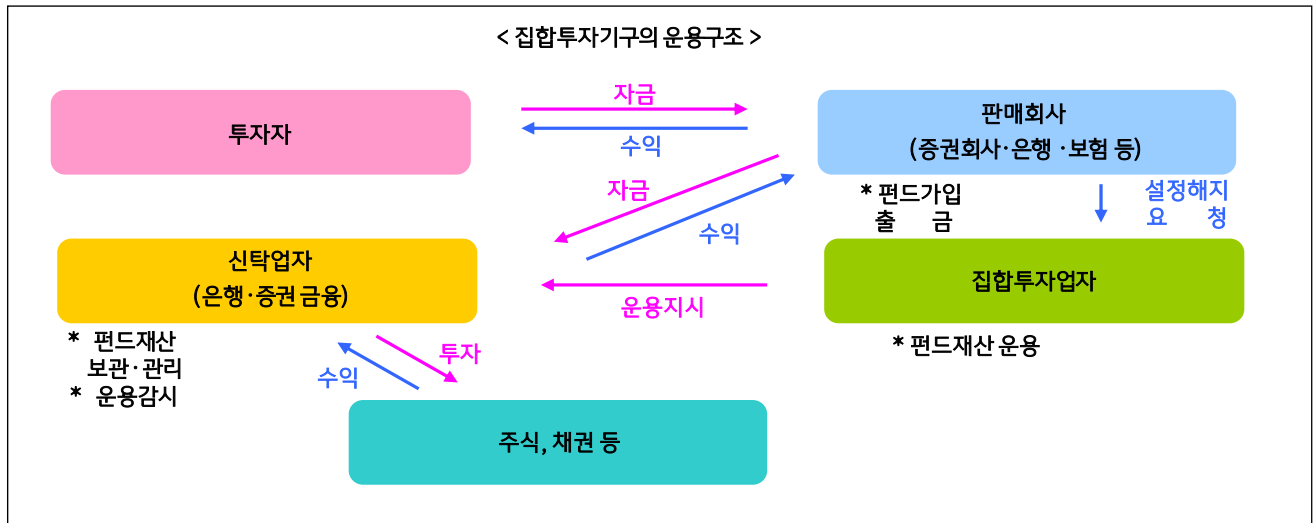 < 집합투자기구의 운용구조 >
투자자
자금
수익
판매회사
(증권회사·은행 ·보험 등)
자금
수익
* 펀드가입
출 금
설정해지
요 청
신탁업자
(은행·증권 금융)
운용지시
집합투자업자
* 펀드재산
보관·관리
* 운용감시
* 펀드재산 운용
수익
투자
주식, 채권 등